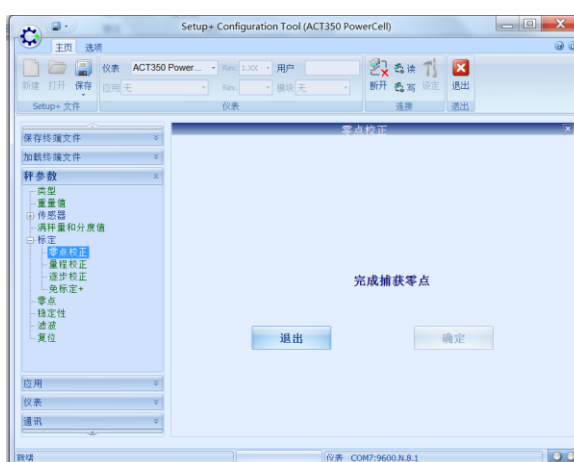 Setup+ Configuration Tool (ACT350 PowerCell)
主页 选项
仪表 ACT350 Power... Rev. 1.XX 用户
应用 无 Rev. 模块 无
新建 打开 保存 断开 读 写 设定 退出
Setup+ 文件 仪表 连接 退出
零点校正
保存终端文件
加载终端文件
秤参数
类型
重量值
传感器
满秤量和分度值
标定
零点校正
量程校正
逐步校正
免标定+
零点
稳定性
滤波
复位
完成捕获零点
退出 确定
应用
仪表
通讯
就绪 仪表 COM7:9600.N.8.1